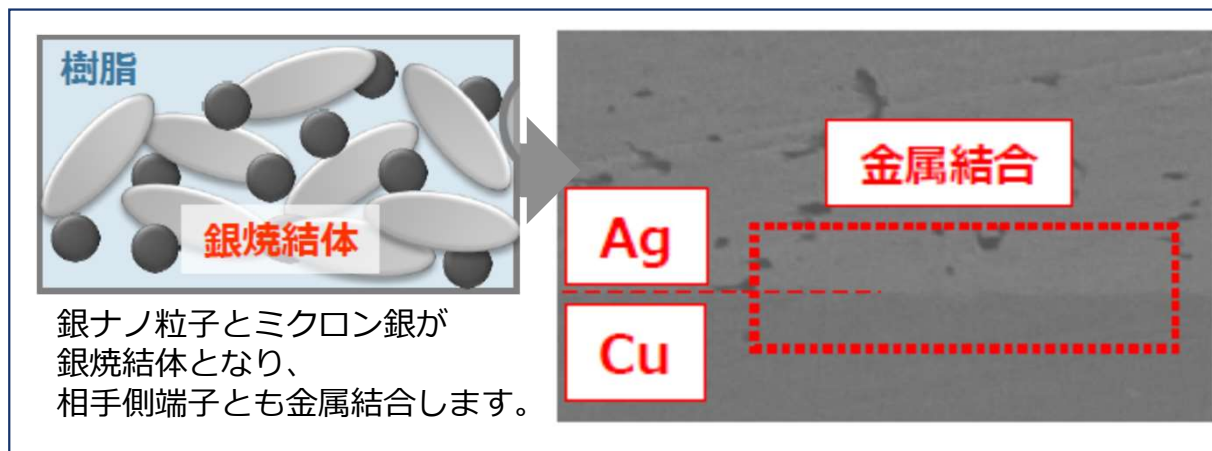 樹脂
銀焼結体
銀ナノ粒子とミクロン銀が
銀焼結体となり、
相手側端子とも金属結合します。
金属結合
Ag
Cu